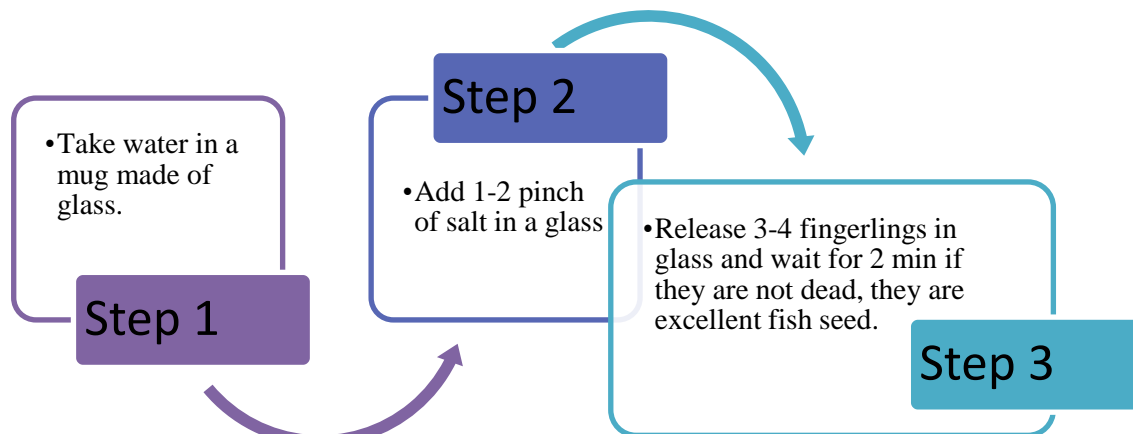 •Take water in a
mug made of
glass.
Step 1
Step 2
•Add 1-2 pinch
of salt in a glass
•Release 3-4 fingerlings in
glass and wait for 2 min if
they are not dead, they are
excellent fish seed.
Step 3